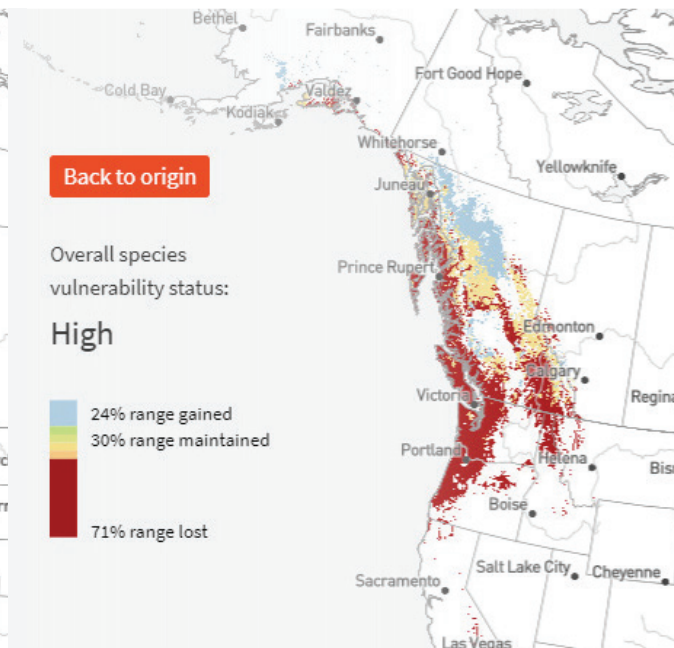 Bethel
Fairbanks
Cold Bay
Valdez
Fort Good Hope
Kodiak
Whitehorse
Yellowknife
Back to origin
Juneau
Overall species
vulnerability status:
Prince Rupert
High
Edmonton
Calgary
24% range gained
Victoria
Regina
30% range maintained
Portland
Helena
Bis
71% range lost
Boise
Salt Lake City
Cheyenne
Sacramento
Las Vegas